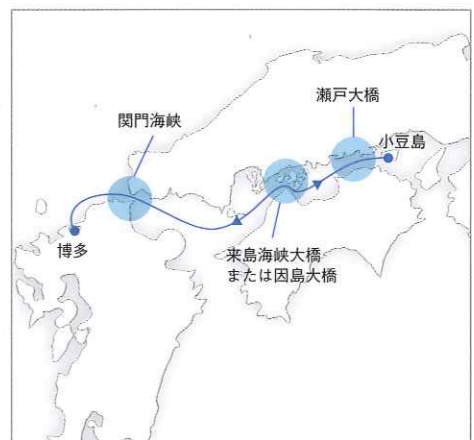 瀬戸大橋
関門海峡
小豆島
博多
来島海峡大橋
または因島大橋